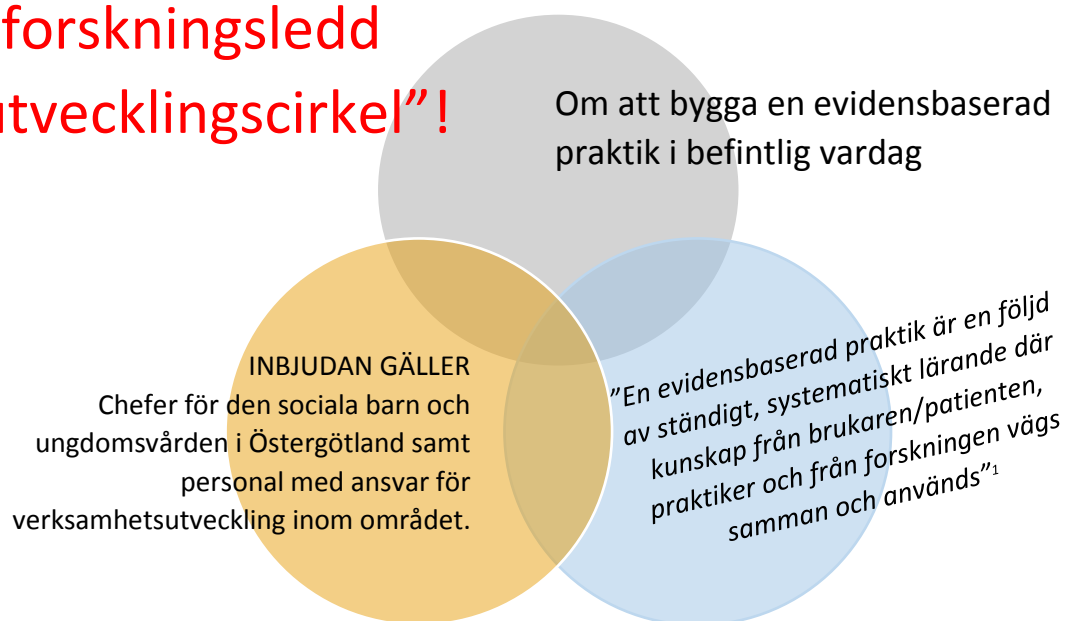 forskningsledd
utvecklingscirkel”!
Om att bygga en evidensbaserad
praktik i befintlig vardag
INBJUDAN GÄLLER
Chefer för den sociala barn och
ungdomsvården i Östergötland samt
personal med ansvar för
verksamhetsutveckling inom området.
”En evidensbaserad praktik är en följd
av ständigt, systematiskt lärande där
kunskap från brukaren/patienten,
praktiker och från forskningen vägs
samman och används”1